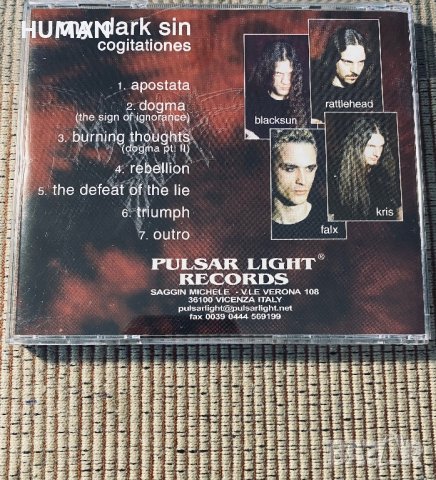 HUMAN
dark sin
cogitationes
1. apostata
2. dogma
(the sign of ignorance)
3. burning thoughts
(dogma pt. II)
4. rebellion
5. the defeat of the lie
6. triumph
7. outro
blacksun
rattlehead
falx
kris
PULSAR LIGHT®
RECORDS
SAGGIN MICHELE - V.LE VERONA 108
36100 VICENZA ITALY
pulsarlight@pulsarlight.net
fax 0039 0444 569199